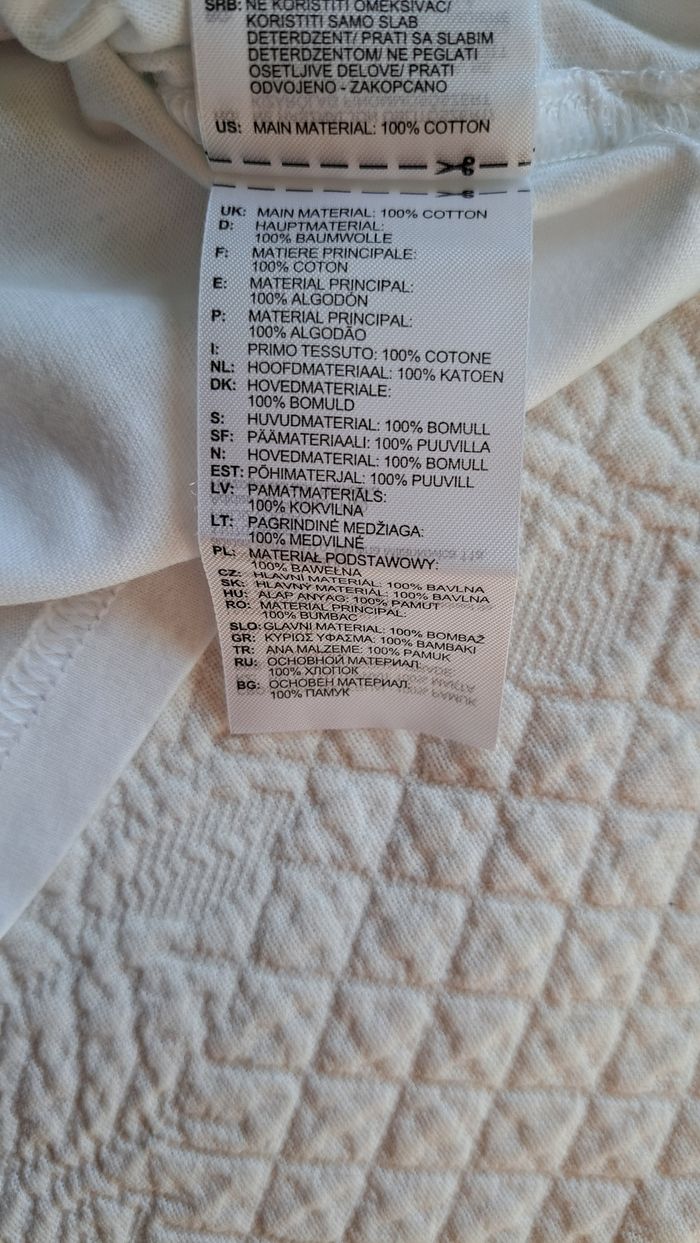 SRB: NE KORISTITI OMEKSIVAC/
KORISTITI SAMO SLAB
DETERDZENT/ PRATI SA SLABIM
DETERDZENTOM/ NE PEGLATI
OSETLJIVE DELOVE/ PRATI
ODVOJENO - ZAKOPCANO
US: MAIN MATERIAL: 100% COTTON
UK: MAIN MATERIAL: 100% COTTON
D: HAUPTMATERIAL:
100% BAUMWOLLE
F: MATIERE PRINCIPALE:
100% COTON
E: MATERIAL PRINCIPAL:
100% ALGODÓN
P: MATERIAL PRINCIPAL:
100% ALGODÃO
I: PRIMO TESSUTO: 100% COTONE
NL: HOOFDMATERIAAL: 100% KATOEN
DK: HOVEDMATERIALE:
100% BOMULD
S: HUVUDMATERIAL: 100% BOMULL
SF: PÄÄMATERIAALI: 100% PUUVILLA
N: HOVEDMATERIAL: 100% BOMULL
EST: PÕHIMATERJAL: 100% PUUVILL
LV: PAMATMATERIĀLS:
100% KOKVILNA
LT: PAGRINDINĖ MEDŽIAGA:
100% MEDVILNĖ
PL: MATERIAŁ PODSTAWOWY:
100% BAWEŁNA
CZ: HLAVNÍ MATERIÁL: 100% BAVLNA
SK: HLAVNÝ MATERIÁL: 100% BAVLNA
HU: ALAP ANYAG: 100% PAMUT
RO: MATERIAL PRINCIPAL:
100% BUMBAC
SLO: GLAVNI MATERIAL: 100% BOMBAŽ
GR: ΚΥΡΙΩΣ ΥΦΑΣΜΑ: 100% ΒΑΜΒΑΚΙ
TR: ANA MALZEME: 100% PAMUK
RU: ОСНОВНОЙ МАТЕРИАЛ:
100% ХЛОПОК
BG: ОСНОВЕН МАТЕРИАЛ:
100% ПАМУК